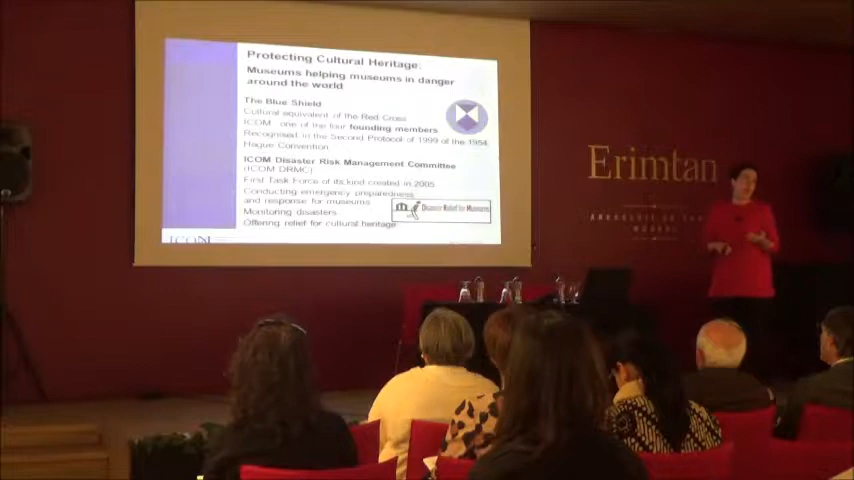 Protecting Cultural Heritage:
Museums helping museums in danger
around the world
The Blue Shield
Cultural equivalent of the Red Cross
ICOM one of the four founding members
Recognised in the Second Protocol of 1999 of the 1954
Hague Convention
ICOM Disaster Risk Management Committee
(ICOM DRMC)
First Task Force of its kind created in 2005
Conducting emergency preparedness
and response for museums
Monitoring disasters
Offering relief for cultural heritage
Disaster Relief for Museums
ICOM
Erimtan